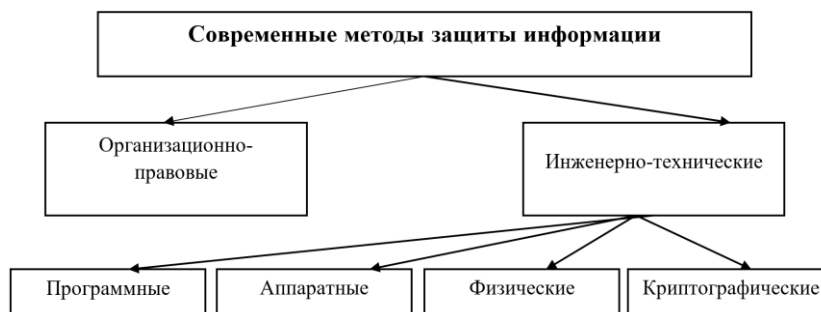 Современные методы защиты информации
Организационно-
правовые
Инженерно-технические
Программные
Аппаратные
Физические
Криптографические